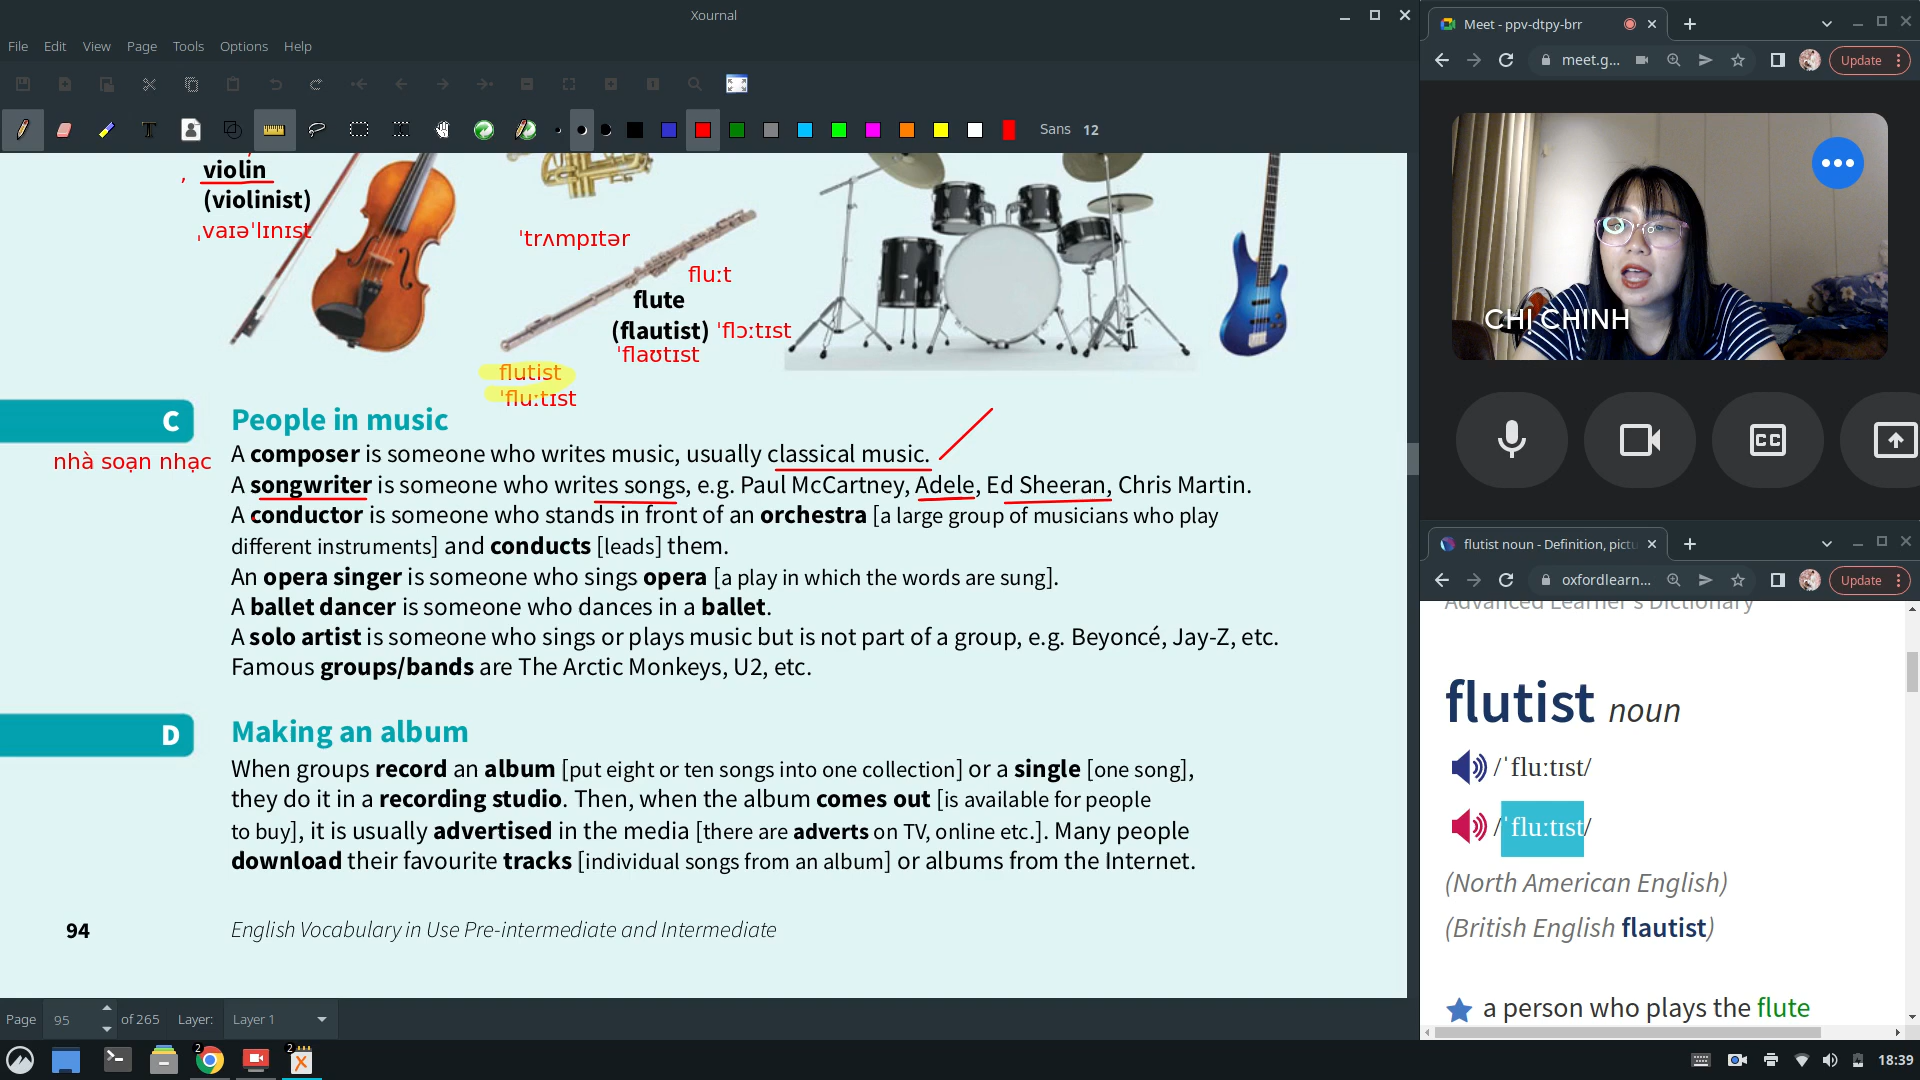 Xournal
File Edit View Page Tools Options Help
Sans 12
violin
(violinist)
ˌvaɪəˈlɪnɪst
ˈtrʌmpɪtər
fluːt
flute
(flautist) ˈflɔːtɪst
ˈflaʊtɪst
flutist
ˈfluːtɪst
C People in music
nhà soạn nhạc
A composer is someone who writes music, usually classical music.
A songwriter is someone who writes songs, e.g. Paul McCartney, Adele, Ed Sheeran, Chris Martin.
A conductor is someone who stands in front of an orchestra [a large group of musicians who play
different instruments] and conducts [leads] them.
An opera singer is someone who sings opera [a play in which the words are sung].
A ballet dancer is someone who dances in a ballet.
A solo artist is someone who sings or plays music but is not part of a group, e.g. Beyoncé, Jay-Z, etc.
Famous groups/bands are The Arctic Monkeys, U2, etc.
D Making an album
When groups record an album [put eight or ten songs into one collection] or a single [one song],
they do it in a recording studio. Then, when the album comes out [is available for people
to buy], it is usually advertised in the media [there are adverts on TV, online etc.]. Many people
download their favourite tracks [individual songs from an album] or albums from the Internet.
94 English Vocabulary in Use Pre-intermediate and Intermediate
Page 95 of 265 Layer: Layer 1
2
2
Meet - ppv-dtpy-brr
meet.g... Update
CHỊ CHINH
CC
flutist noun - Definition, pictu
oxfordlearn... Update
Advanced Learner's Dictionary
flutist noun
/ˈfluːtɪst/
/ˈfluːtɪst/
(North American English)
(British English flautist)
a person who plays the flute
18:39